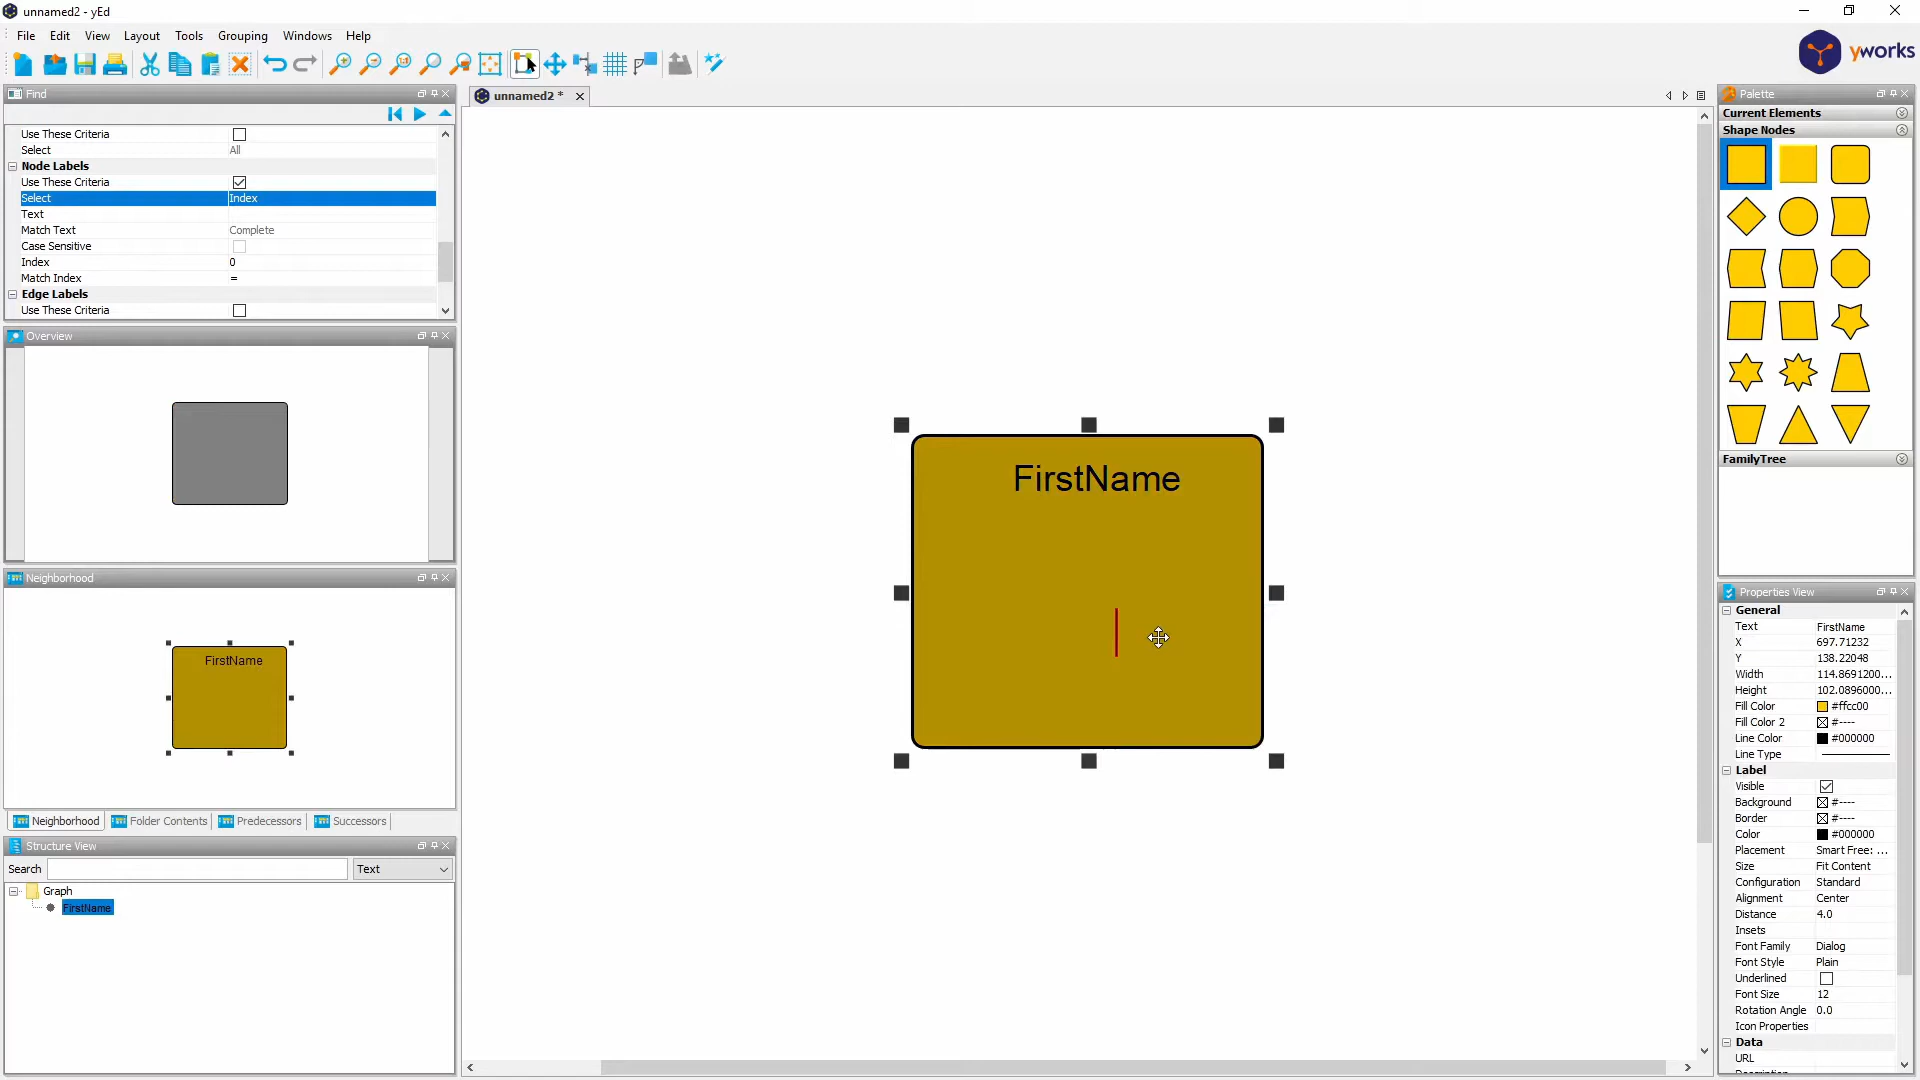 unnamed2 - yEd
File Edit View Layout Tools Grouping Windows Help
yworks
Find
Use These Criteria
Select All
Node Labels
Use These Criteria
Select Index
Text
Match Text Complete
Case Sensitive
Index 0
Match Index =
Edge Labels
Use These Criteria
Overview
Neighborhood
FirstName
Neighborhood Folder Contents Predecessors Successors
Structure View
Search Text
Graph
FirstName
unnamed2 *
FirstName
Palette
Current Elements
Shape Nodes
FamilyTree
Properties View
General
Text FirstName
X 697.71232
Y 138.22048
Width 114.8691200...
Height 102.0896000...
Fill Color #ffcc00
Fill Color 2 #----
Line Color #000000
Line Type
Label
Visible
Background #----
Border #----
Color #000000
Placement Smart Free: ...
Size Fit Content
Configuration Standard
Alignment Center
Distance 4.0
Insets
Font Family Dialog
Font Style Plain
Underlined
Font Size 12
Rotation Angle 0.0
Icon Properties
Data
URL